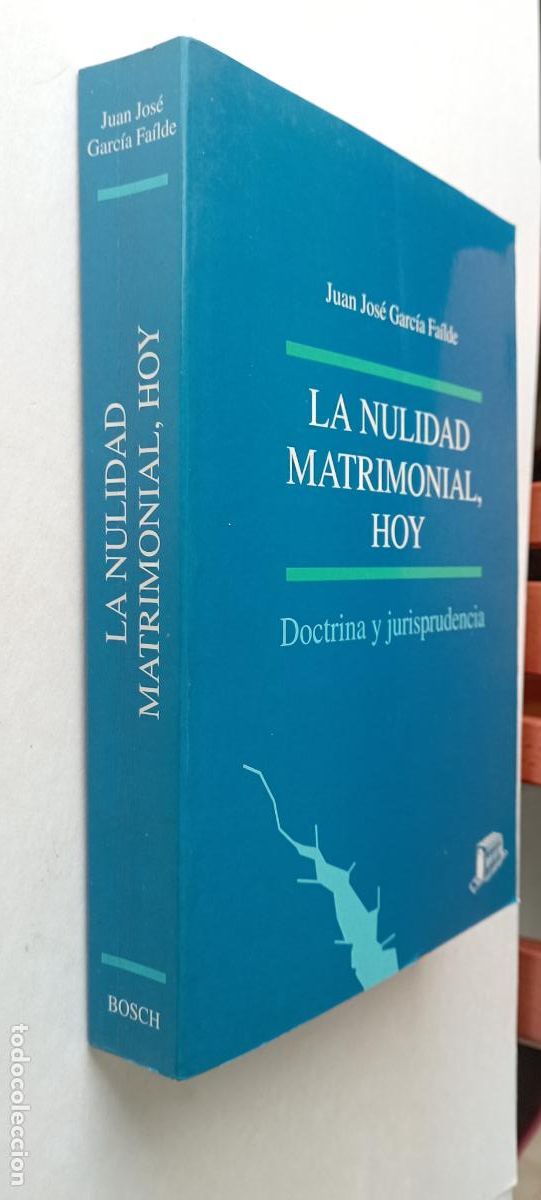 Juan José
García Faílde
LA NULIDAD
MATRIMONIAL, HOY
BOSCH
Juan José García Faílde
LA NULIDAD
MATRIMONIAL,
HOY
Doctrina y jurisprudencia
todocoleccion